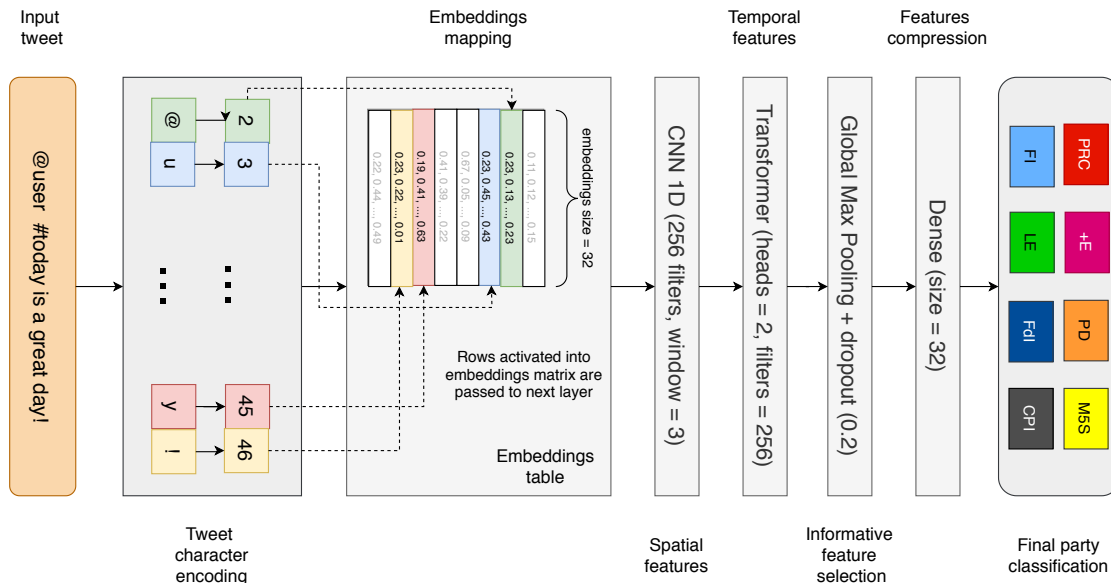 Input
tweet
Embeddings
mapping
Temporal
features
Features
compression
@user #today is a great day!
@
2
u
3
...
...
y
45
!
46
0.22, 0.44, ..., 0.49
0.23, 0.22, ..., 0.01
0.19, 0.41, ..., 0.63
0.41, 0.39, ..., 0.22
0.67, 0.05, ..., 0.09
0.23, 0.45, ..., 0.43
0.23, 0.13, ..., 0.23
0.11, 0.12, ..., 0.15
embeddings size = 32
Rows activated into
embeddings matrix are
passed to next layer
Embeddings
table
CNN 1D (256 filters, window = 3)
Transformer (heads = 2, filters = 256)
Global Max Pooling + dropout (0.2)
Dense (size = 32)
FI
PRC
LE
+E
FdI
PD
CPI
M5S
Tweet
character
encoding
Spatial
features
Informative
feature
selection
Final party
classification